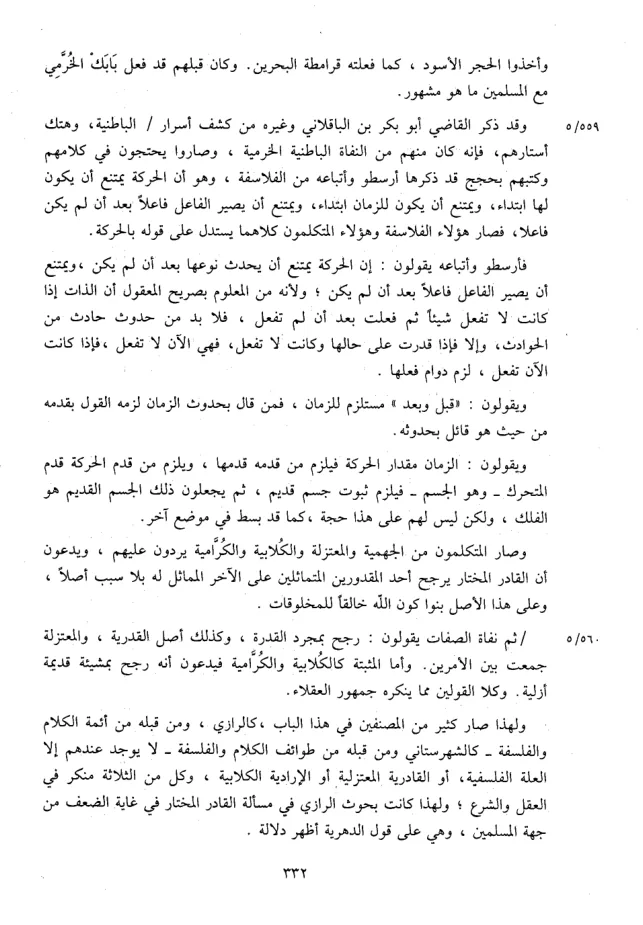 وأخذوا الحجر الأسود ، كما فعلته قرامطة البحرين. وكان قبلهم قد فعل بَابَكْ الخُرَّمِي
مع المسلمين ما هو مشهور.
٥/٥٥٩ وقد ذكر القاضي أبو بكر بن الباقلاني وغيره من كشف أسرار / الباطنية، وهتك
أستارهم، فإنه كان منهم من النفاة الباطنية الخرمية ، وصاروا يحتجون في كلامهم
وكتبهم بحجج قد ذكرها أرسطو وأتباعه من الفلاسفة ، وهو أن الحركة يمتنع أن يكون
لها ابتداء، ويمتنع أن يكون للزمان ابتداء، ويمتنع أن يصير الفاعل فاعلاً بعد أن لم يكن
فاعلا، فصار هؤلاء الفلاسفة وهؤلاء المتكلمون كلاهما يستدل على قوله بالحركة.
فأرسطو وأتباعه يقولون : إن الحركة يمتنع أن يحدث نوعها بعد أن لم يكن ،ويمتنع
أن يصير الفاعل فاعلاً بعد أن لم يكن ؛ ولأنه من المعلوم بصريح المعقول أن الذات إذا
كانت لا تفعل شيئاً ثم فعلت بعد أن لم تفعل ، فلا بد من حدوث حادث من
الحوادث، وإلا فإذا قدرت على حالها وكانت لا تفعل، فهي الآن لا تفعل ،فإذا كانت
الآن تفعل ، لزم دوام فعلها .
ويقولون : «قبل وبعد» مستلزم للزمان ، فمن قال بحدوث الزمان لزمه القول بقدمه
من حيث هو قائل بحدوثه.
ويقولون : الزمان مقدار الحركة فيلزم من قدمه قدمها ، ويلزم من قدم الحركة قدم
المتحرك ــ وهو الجسم ــ فيلزم ثبوت جسم قديم ، ثم يجعلون ذلك الجسم القديم هو
الفلك ، ولكن ليس لهم على هذا حجة ،كما قد بسط في موضع آخر.
وصار المتكلمون من الجهمية والمعتزلة والكُلابية والكَرَّامية يردون عليهم ، ويدعون
أن القادر المختار يرجح أحد المقدورين المتماثلين على الآخر المماثل له بلا سبب أصلاً ،
وعلى هذا الأصل بنوا كون الله خالقاً للمخلوقات .
٥/٥٦٠ / ثم نفاة الصفات يقولون : رجح بمجرد القدرة ، وكذلك أصل القدرية ، والمعتزلة
جمعت بين الأمرين. وأما المثبتة كالكُلابية والكُرَّامية فيدعون أنه رجح بمشيئة قديمة
أزلية. وكلا القولين مما ينكره جمهور العقلاء.
ولهذا صار كثير من المصنفين في هذا الباب ،كالرازي ، ومن قبله من أئمة الكلام
والفلسفة ــ كالشهرستاني ومن قبله من طوائف الكلام والفلسفة ــ لا يوجد عندهم إلا
العلة الفلسفية، أو القادرية المعتزلية أو الإرادية الكلابية ، وكل من الثلاثة منكر في
العقل والشرع ؛ ولهذا كانت بحوث الرازي في مسألة القادر المختار في غاية الضعف من
جهة المسلمين ، وهي على قول الدهرية أظهر دلالة .
٣٣٢